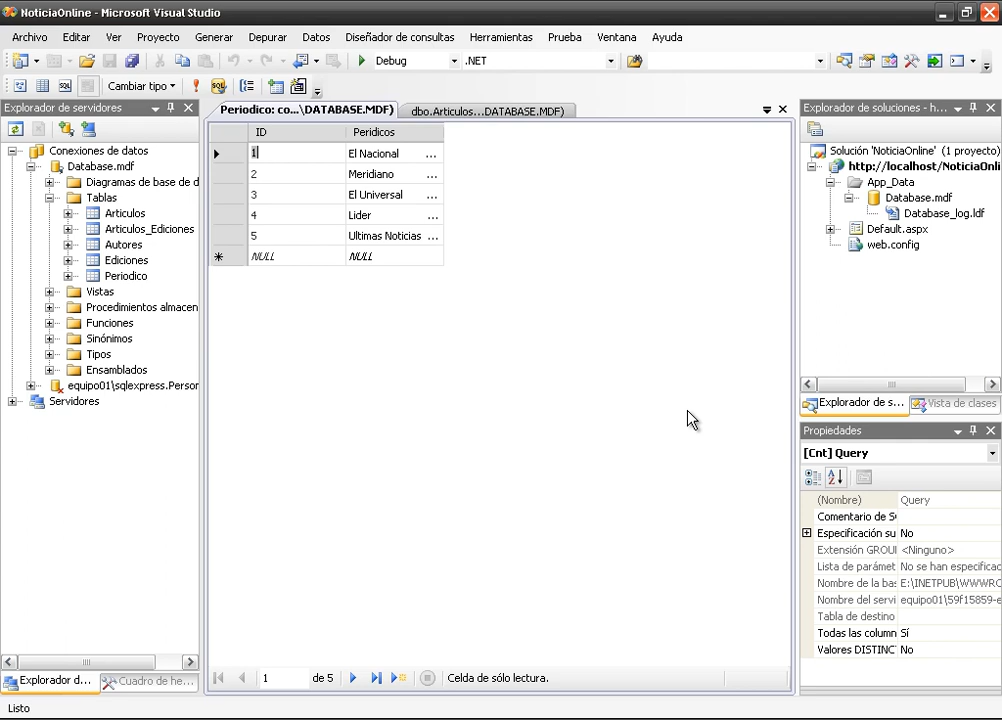 NoticiaOnline - Microsoft Visual Studio
Archivo Editar Ver Proyecto Generar Depurar Datos Diseñador de consultas Herramientas Prueba Ventana Ayuda
Debug .NET
SQL Cambiar tipo SQL
Explorador de servidores
Conexiones de datos
Database.mdf
Diagramas de base de d
Tablas
Articulos
Articulos_Ediciones
Autores
Ediciones
Periodico
Vistas
Procedimientos almacen
Funciones
Sinónimos
Tipos
Ensamblados
equipo01\sqlexpress.Person
Servidores
Explorador d... Cuadro de he...
Periodico: co...\DATABASE.MDF) dbo.Articulos...DATABASE.MDF)
ID Peridicos
1 El Nacional ...
2 Meridiano ...
3 El Universal ...
4 Lider ...
5 Ultimas Noticias ...
NULL NULL
1 de 5 Celda de sólo lectura.
Explorador de soluciones - h...
Solución 'NoticiaOnline' (1 proyecto)
http://localhost/NoticiaOnli
App_Data
Database.mdf
Database_log.ldf
Default.aspx
web.config
Explorador de s... Vista de clases
Propiedades
[Cnt] Query
(Nombre) Query
Comentario de S
Especificación su No
Extensión GROU <Ninguno>
Lista de parámet No se han especificad
Nombre de la bas E:\INETPUB\WWWRO
Nombre del servi equipo01\59f15859-e
Tabla de destino
Todas las column Sí
Valores DISTINC No
Listo